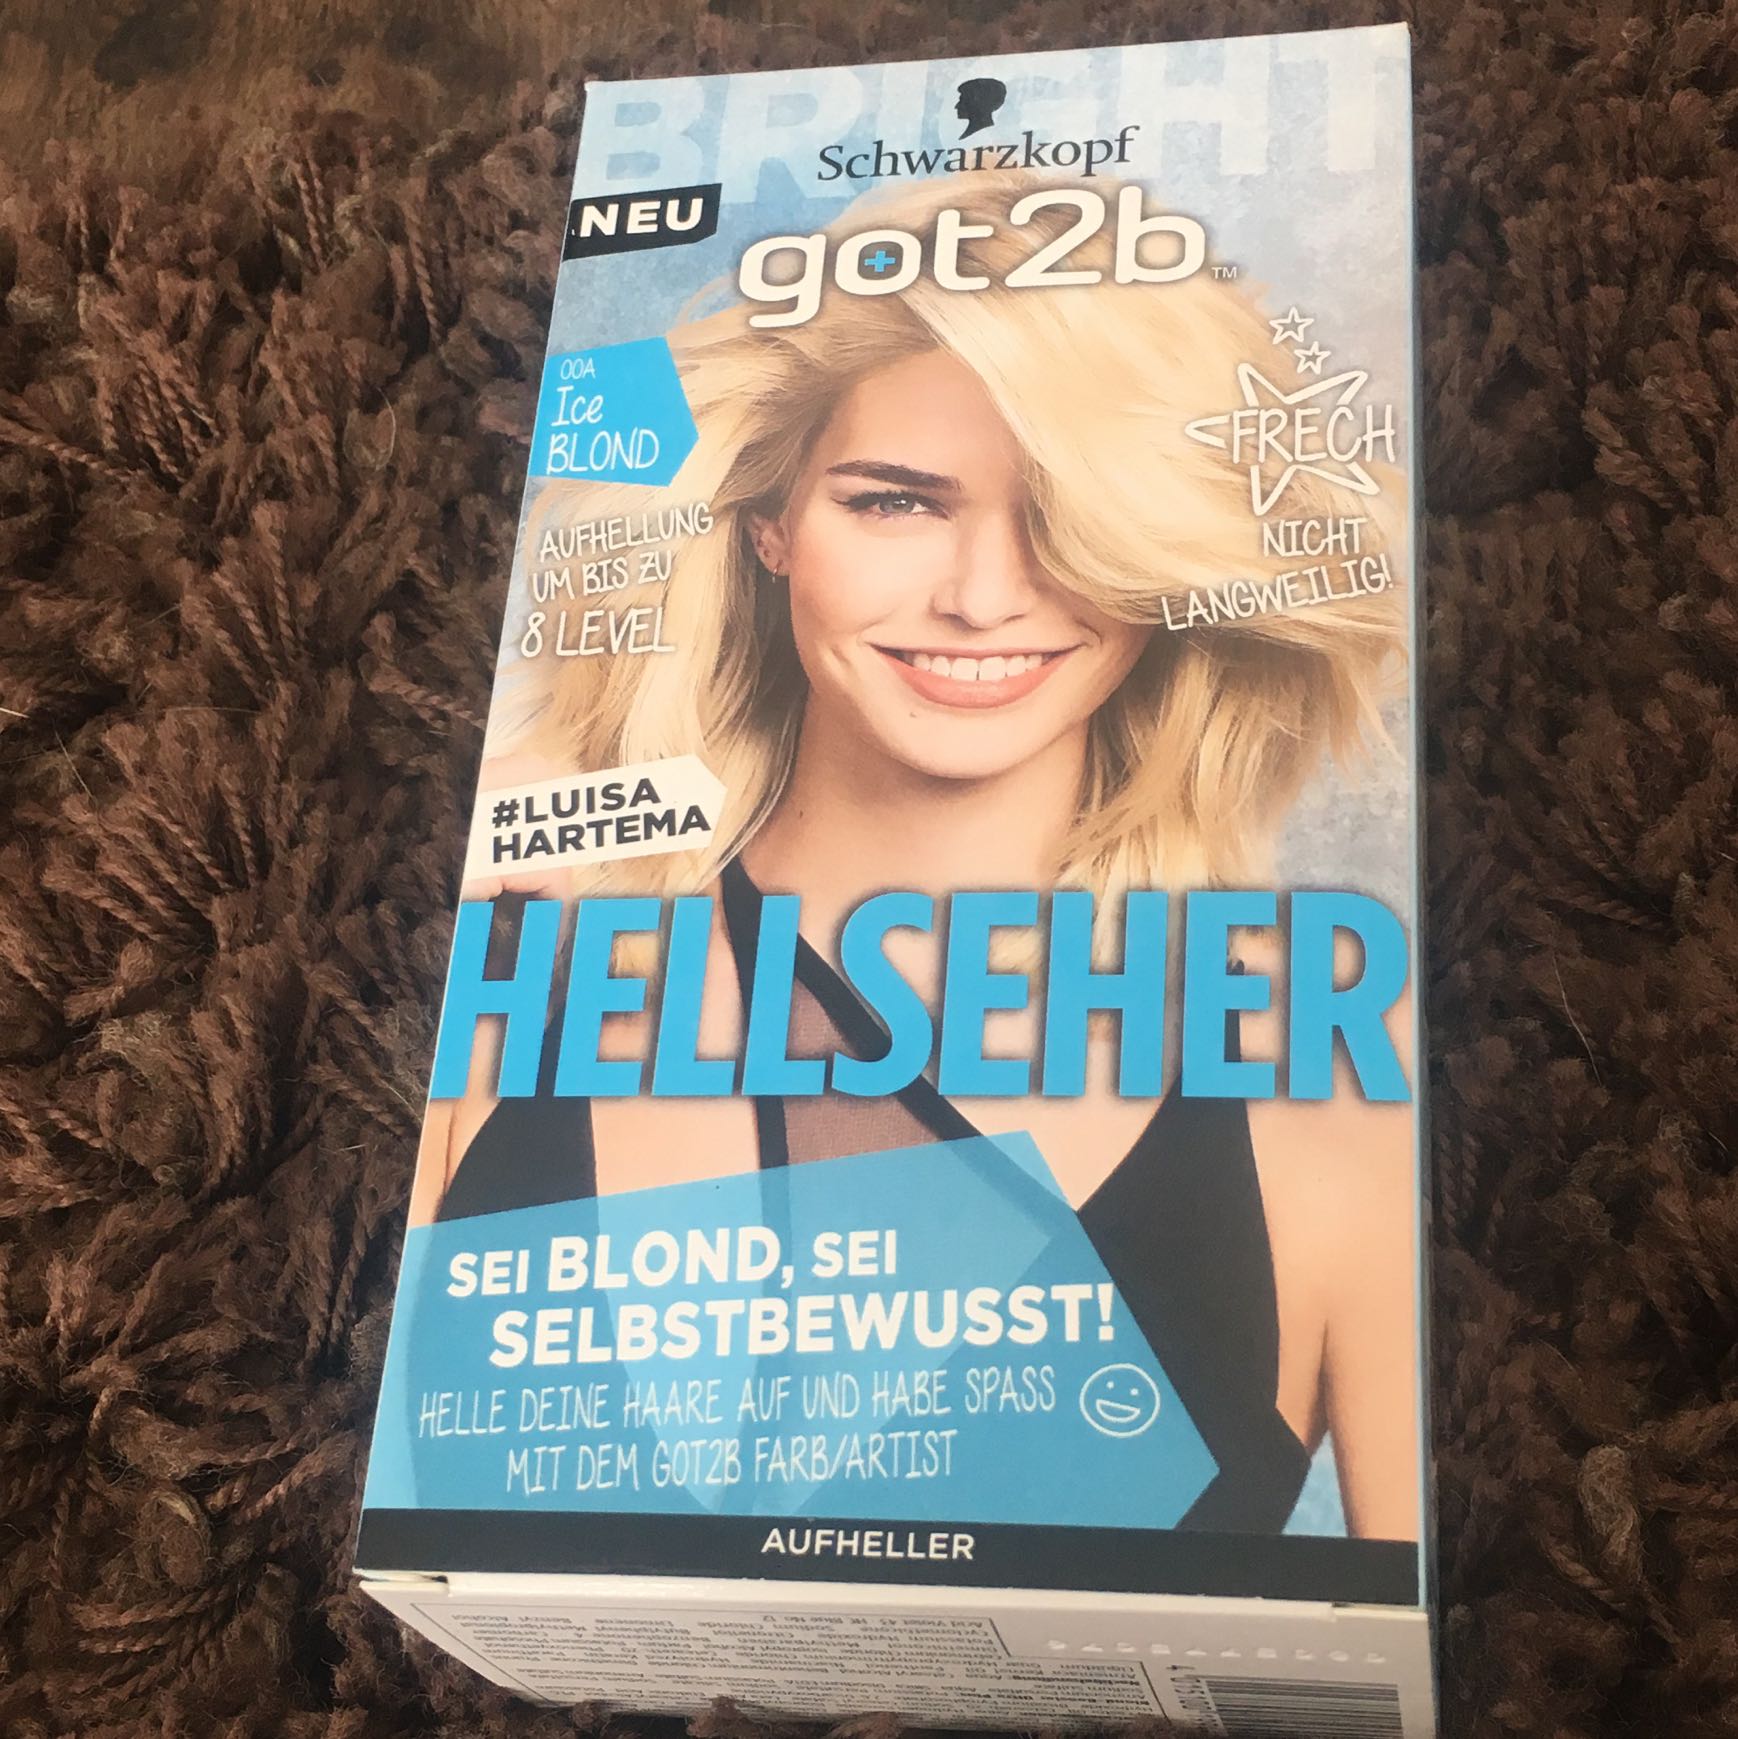 BRIGHT
Schwarzkopf
NEU
got2b™
00A
Ice
BLOND
FRECH
NICHT
LANGWEILIG!
AUFHELLUNG
UM BIS ZU
8 LEVEL
#LUISA
HARTEMA
HELLSEHER
SEI BLOND, SEI
SELBSTBEWUSST!
HELLE DEINE HAARE AUF UND HABE SPASS
MIT DEM GOT2B FARB/ARTIST
AUFHELLER